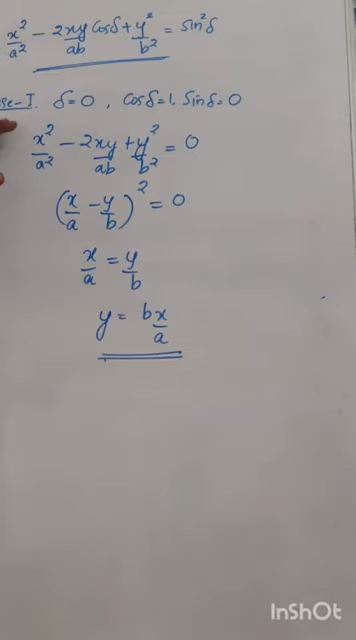 x²/a² - 2xy/ab Cosδ + y²/b² = Sin²δ
se-I. δ=0, Cosδ=1. Sinδ=0
x²/a² - 2xy/ab + y²/b² = 0
(x/a - y/b)² = 0
x/a = y/b
y = bx/a
InShOt